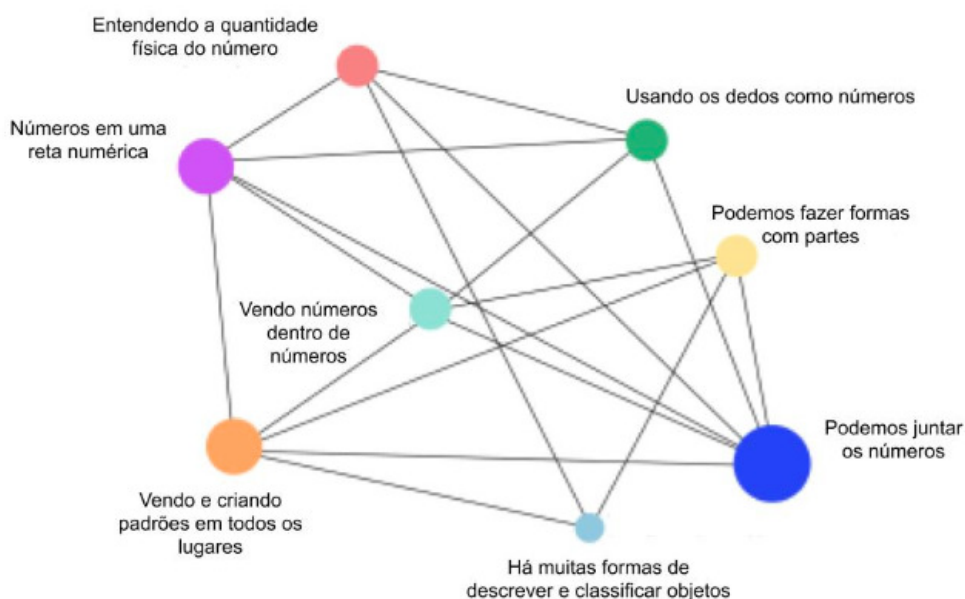 Entendendo a quantidade
física do número
Usando os dedos como números
Números em uma
reta numérica
Podemos fazer formas
com partes
Vendo números
dentro de
números
Podemos juntar
os números
Vendo e criando
padrões em todos os
lugares
Há muitas formas de
descrever e classificar objetos